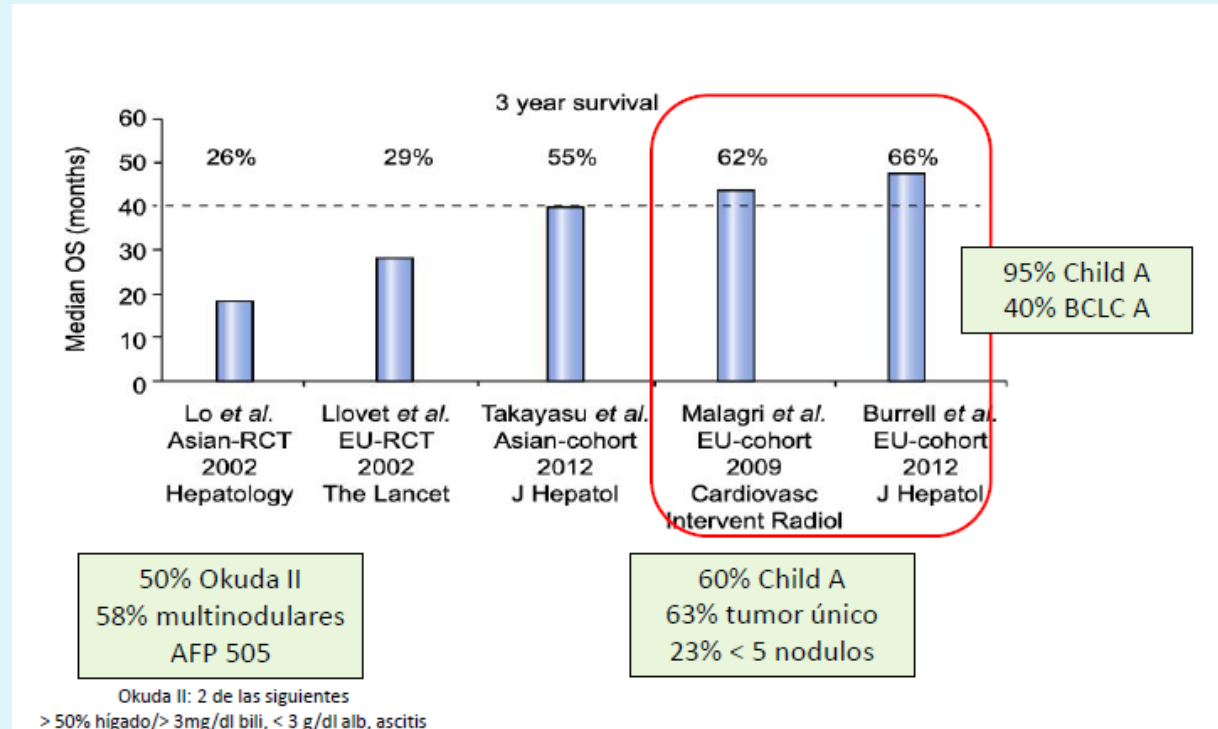 3 year survival
Median OS (months)
60
50
40
30
20
10
0
26%
29%
55%
62%
66%
Lo et al.
Asian-RCT
2002
Hepatology
Llovet et al.
EU-RCT
2002
The Lancet
Takayasu et al.
Asian-cohort
2012
J Hepatol
Malagri et al.
EU-cohort
2009
Cardiovasc
Intervent Radiol
Burrell et al.
EU-cohort
2012
J Hepatol
95% Child A
40% BCLC A
50% Okuda II
58% multinodulares
AFP 505
60% Child A
63% tumor único
23% < 5 nodulos
Okuda II: 2 de las siguientes
> 50% hígado/> 3mg/dl bili, < 3 g/dl alb, ascitis